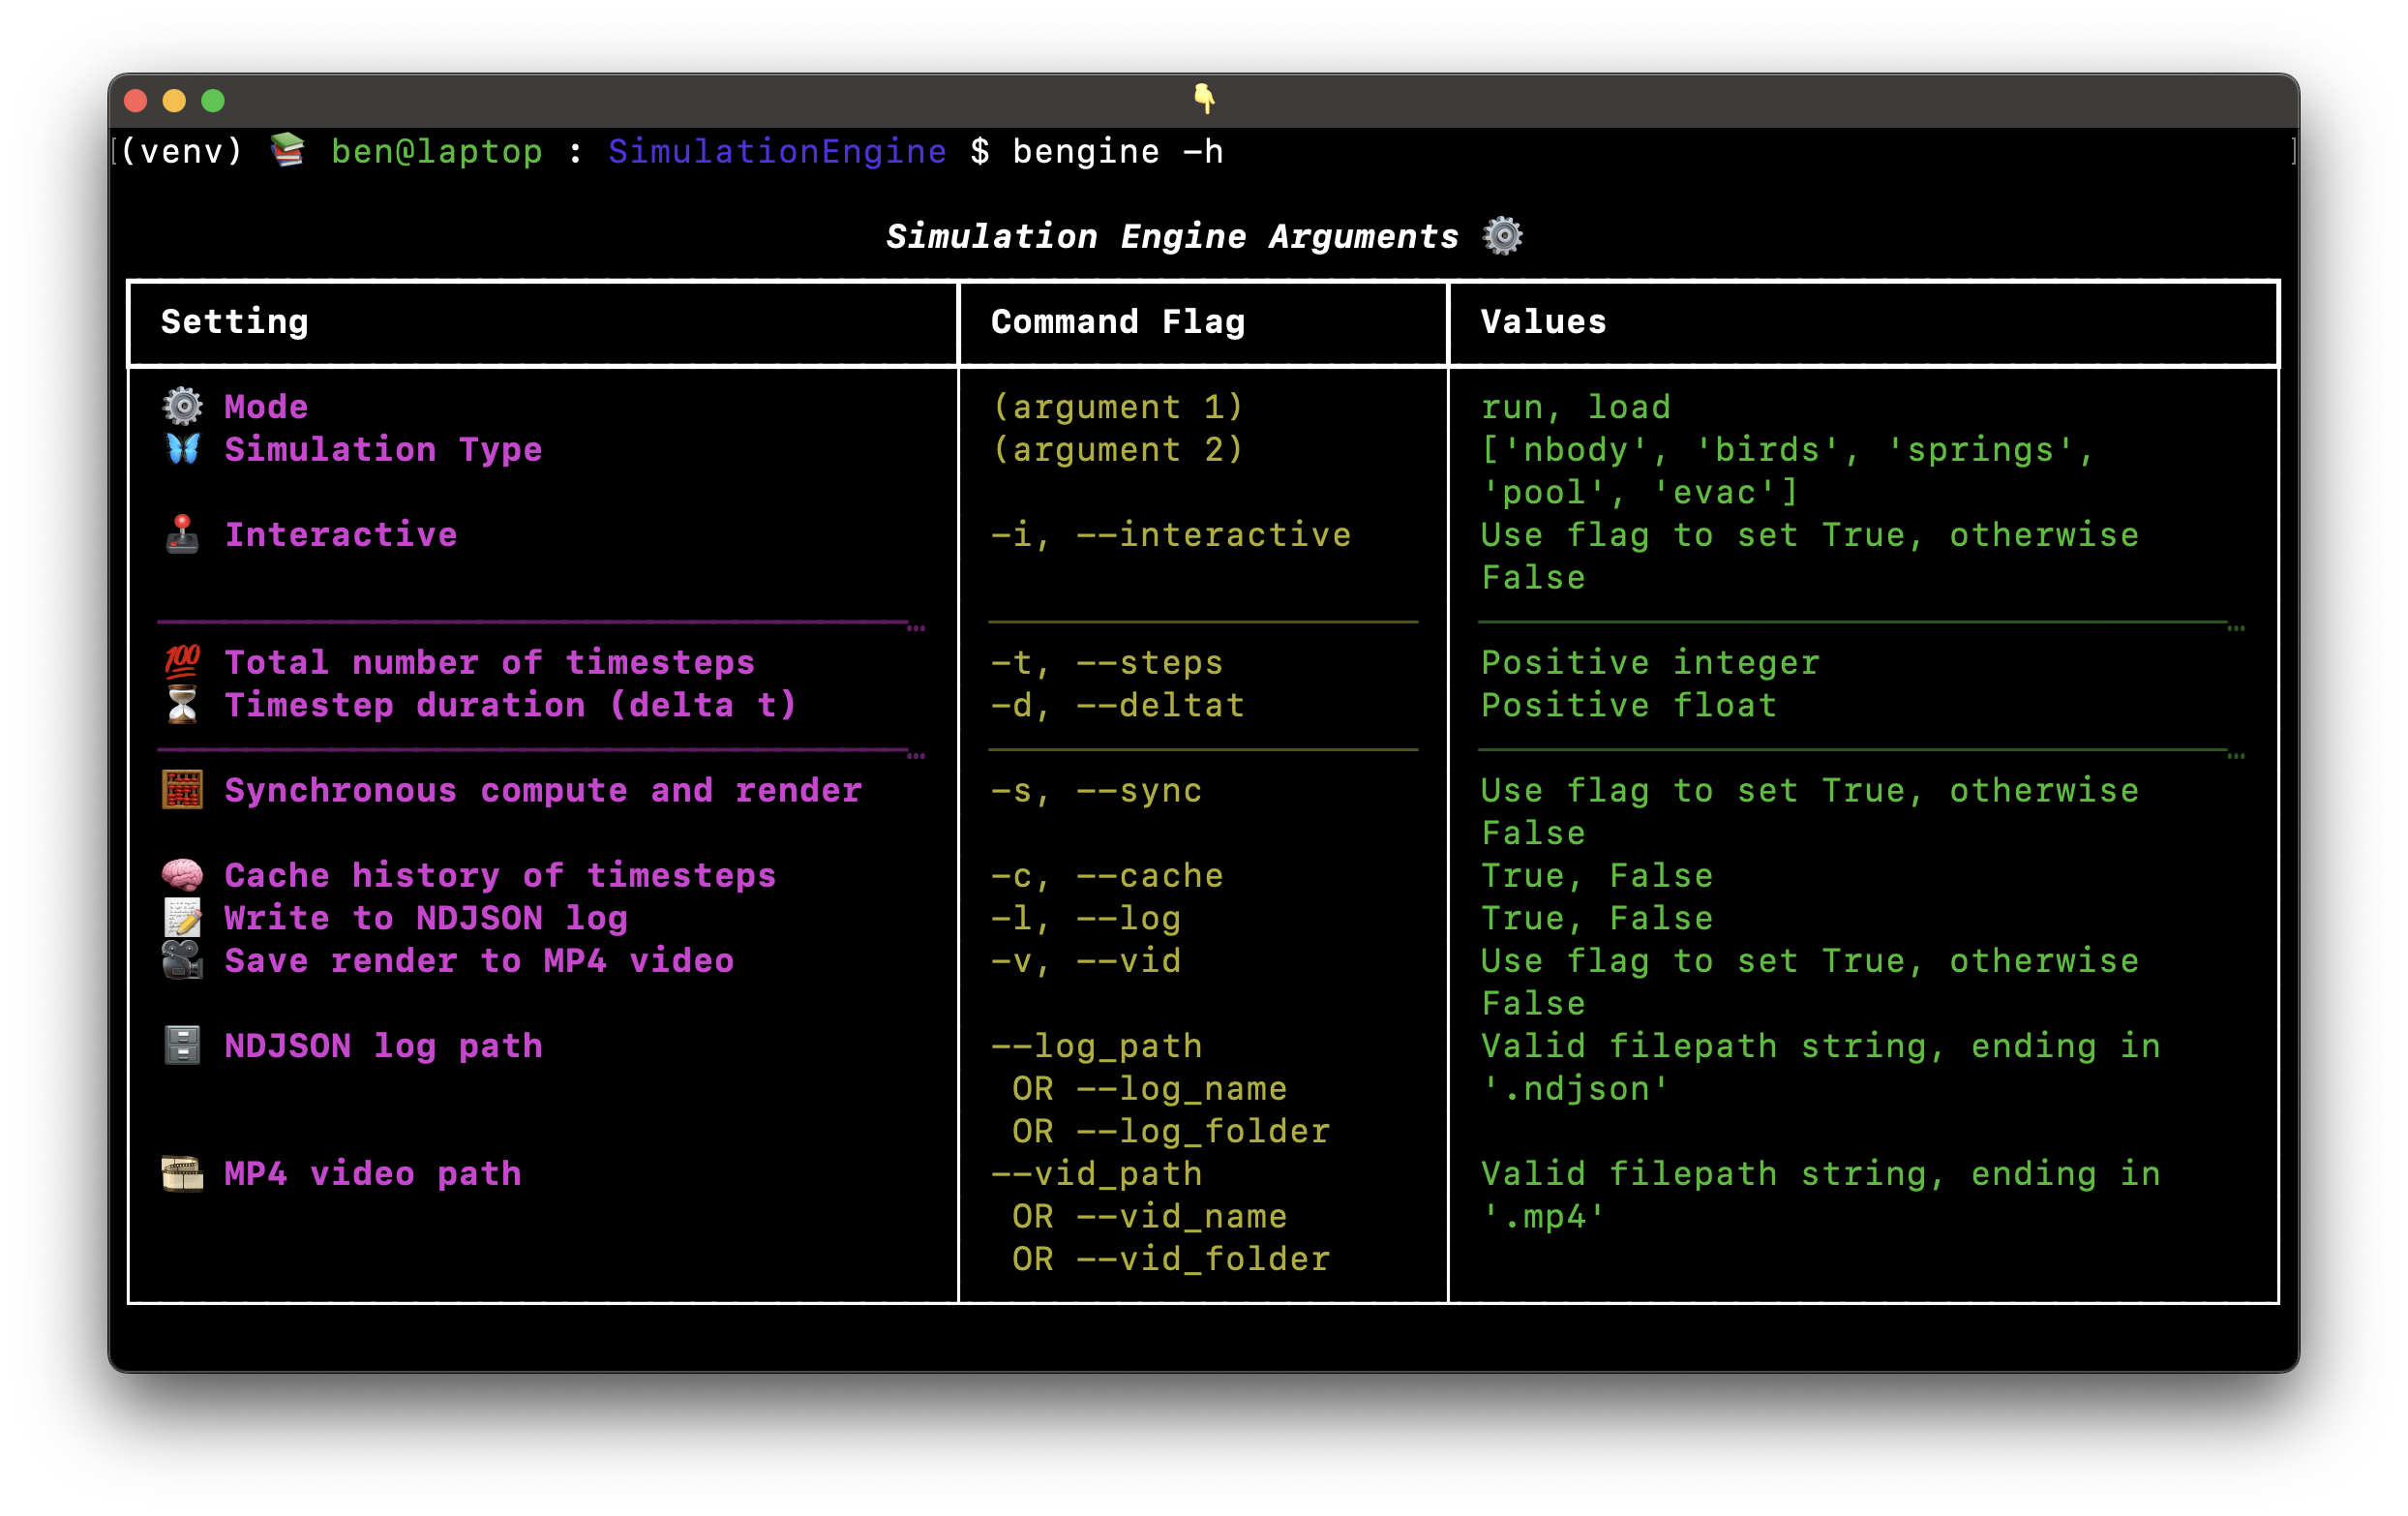 (venv) 📚 ben@laptop : SimulationEngine $ bengine -h
Simulation Engine Arguments ⚙️
Setting Command Flag Values
⚙️ Mode (argument 1) run, load
🦋 Simulation Type (argument 2) ['nbody', 'birds', 'springs',
'pool', 'evac']
🕹️ Interactive -i, --interactive Use flag to set True, otherwise
False
💯 Total number of timesteps -t, --steps Positive integer
⏳ Timestep duration (delta t) -d, --deltat Positive float
🧮 Synchronous compute and render -s, --sync Use flag to set True, otherwise
False
🧠 Cache history of timesteps -c, --cache True, False
📝 Write to NDJSON log -l, --log True, False
🎥 Save render to MP4 video -v, --vid Use flag to set True, otherwise
False
🗄️ NDJSON log path --log_path Valid filepath string, ending in
OR --log_name '.ndjson'
OR --log_folder
🎞️ MP4 video path --vid_path Valid filepath string, ending in
OR --vid_name '.mp4'
OR --vid_folder